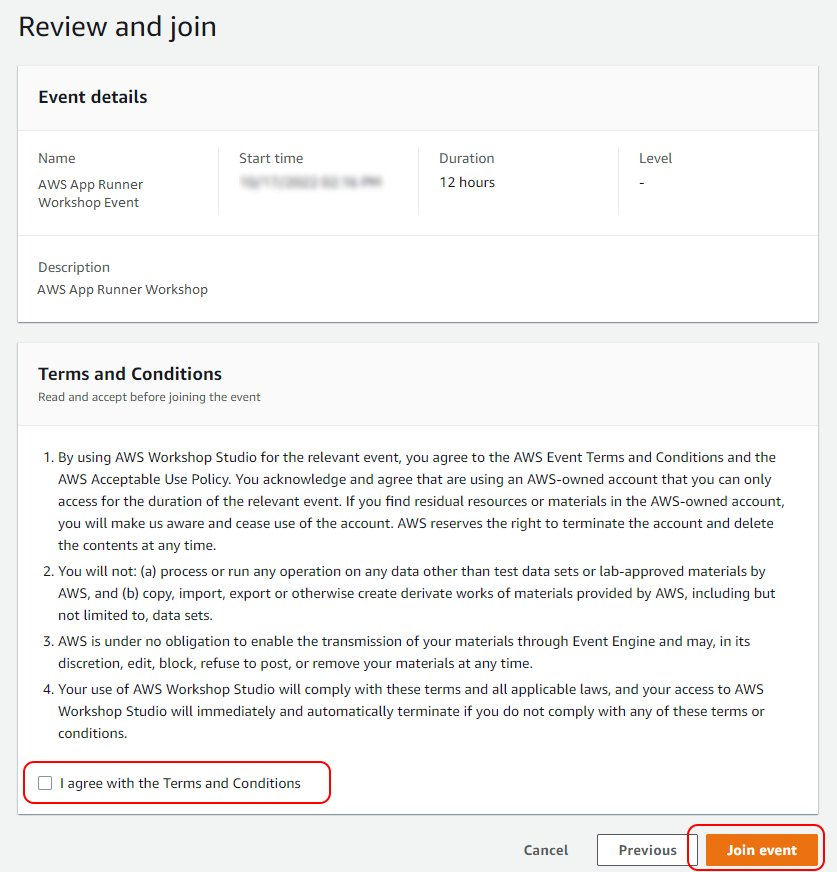 Review and join
Event details
Name
Start time
Duration
Level
AWS App Runner
Workshop Event
12 hours
-
Description
AWS App Runner Workshop
Terms and Conditions
Read and accept before joining the event
1. By using AWS Workshop Studio for the relevant event, you agree to the AWS Event Terms and Conditions and the
AWS Acceptable Use Policy. You acknowledge and agree that are using an AWS-owned account that you can only
access for the duration of the relevant event. If you find residual resources or materials in the AWS-owned account,
you will make us aware and cease use of the account. AWS reserves the right to terminate the account and delete
the contents at any time.
2. You will not: (a) process or run any operation on any data other than test data sets or lab-approved materials by
AWS, and (b) copy, import, export or otherwise create derivate works of materials provided by AWS, including but
not limited to, data sets.
3. AWS is under no obligation to enable the transmission of your materials through Event Engine and may, in its
discretion, edit, block, refuse to post, or remove your materials at any time.
4. Your use of AWS Workshop Studio will comply with these terms and all applicable laws, and your access to AWS
Workshop Studio will immediately and automatically terminate if you do not comply with any of these terms or
conditions.
I agree with the Terms and Conditions
Cancel
Previous
Join event